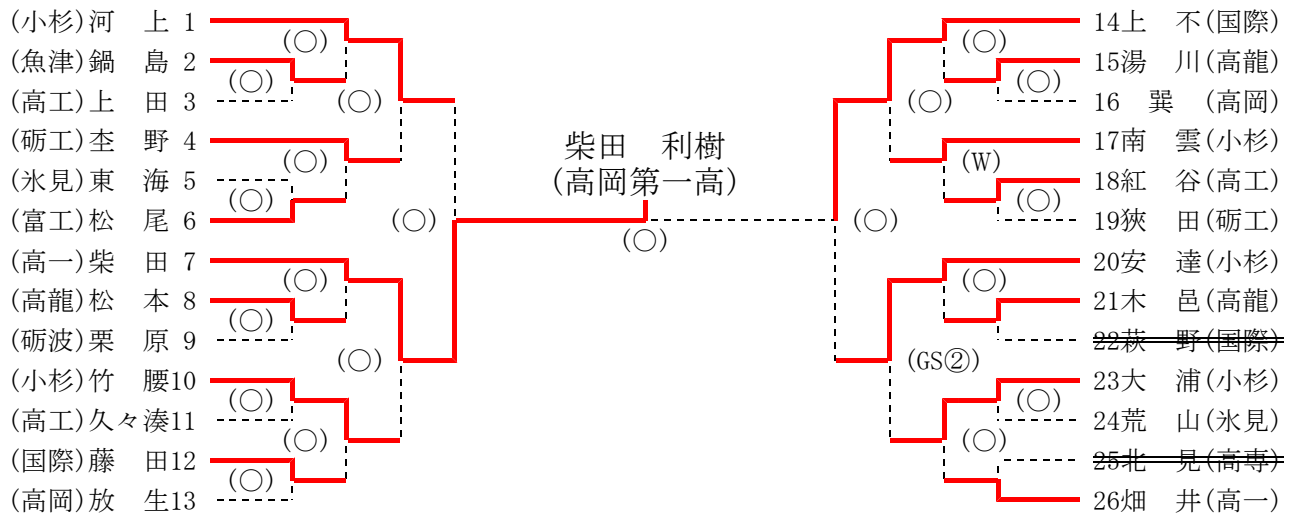 (小杉)河　上 1
(魚津)鍋　島 2
(高工)上　田 3
(砺工)杢　野 4
(氷見)東　海 5
(富工)松　尾 6
(高一)柴　田 7
(高龍)松　本 8
(砺波)栗　原 9
(小杉)竹　腰10
(高工)久々湊11
(国際)藤　田12
(高岡)放　生13
(○)
(○)
(○)
(○)
(○)
(○)
(○)
(○)
(○)
(○)
(○)
(○)
柴田　利樹
(高岡第一高)
(○)
(○)
(○)
(○)
(W)
(○)
(○)
(○)
(GS②)
(○)
(○)
14上　不(国際)
15湯　川(高龍)
16　巽　(高岡)
17南　雲(小杉)
18紅　谷(高工)
19狹　田(砺工)
20安　達(小杉)
21木　邑(高龍)
22萩　野(国際)
23大　浦(小杉)
24荒　山(氷見)
25北　見(高専)
26畑　井(高一)